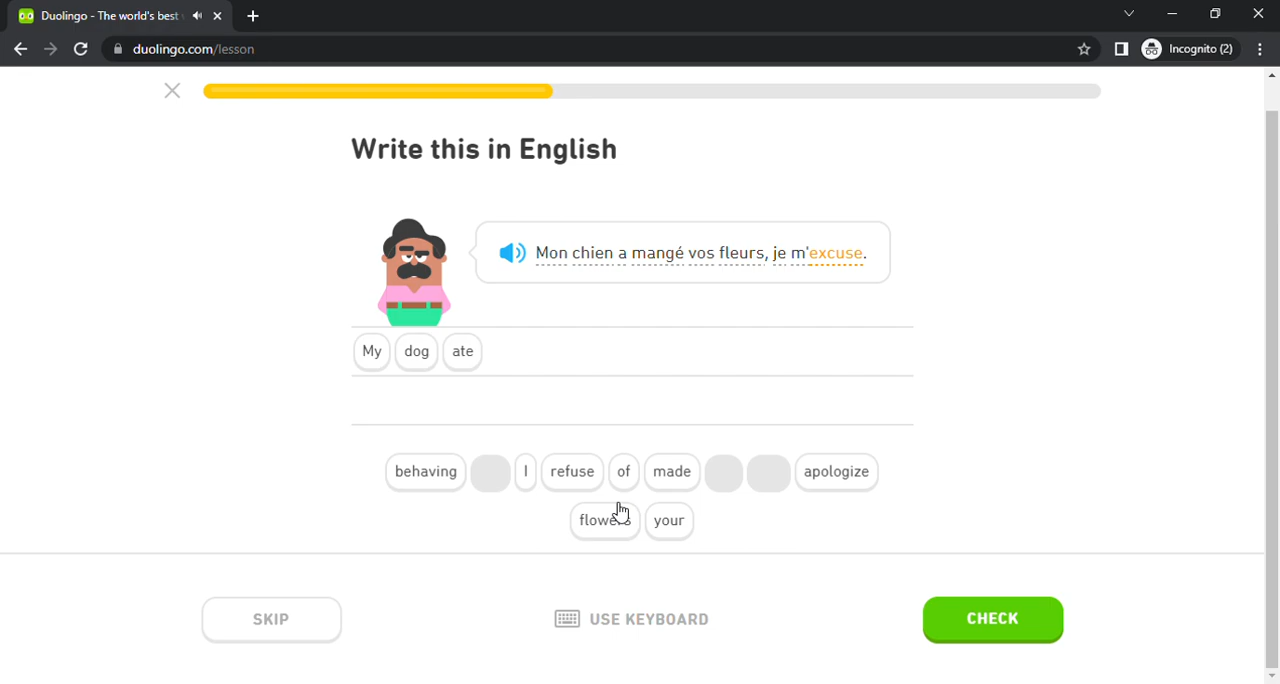 Duolingo - The world's best
duolingo.com/lesson
Incognito (2)
Write this in English
Mon chien a mangé vos fleurs, je m'excuse.
My dog ate
behaving I refuse of made apologize
flowers your
SKIP USE KEYBOARD CHECK